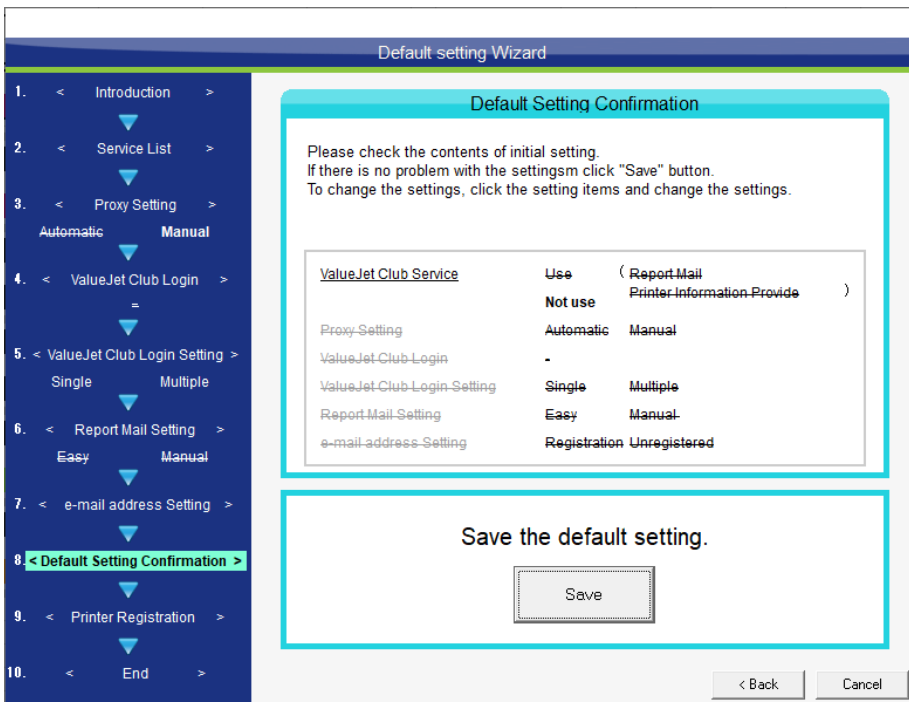 Default setting Wizard
1. < Introduction >
2. < Service List >
3. < Proxy Setting >
Automatic Manual
4. < ValueJet Club Login >
-
5. < ValueJet Club Login Setting >
Single Multiple
6. < Report Mail Setting >
Easy Manual
7. < e-mail address Setting >
8. < Default Setting Confirmation >
9. < Printer Registration >
10. < End >
Default Setting Confirmation
Please check the contents of initial setting.
If there is no problem with the settingsm click "Save" button.
To change the settings, click the setting items and change the settings.
ValueJet Club Service Use ( Report Mail
Not use Printer Information Provide )
Proxy Setting Automatic Manual
ValueJet Club Login -
ValueJet Club Login Setting Single Multiple
Report Mail Setting Easy Manual
e-mail address Setting Registration Unregistered
Save the default setting.
Save
< Back Cancel